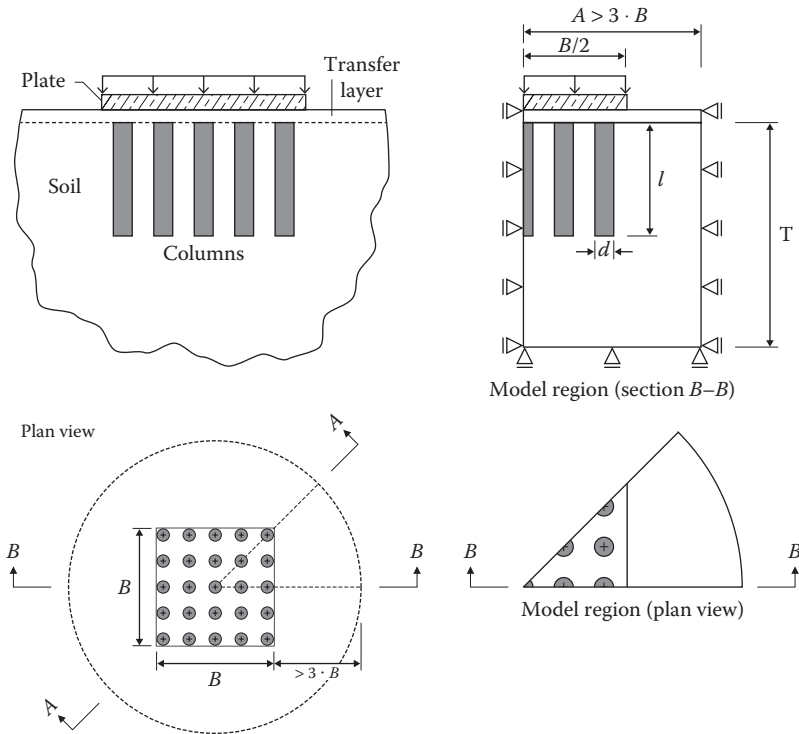 Plate
Transfer
layer
Soil
Columns
A > 3 · B
B/2
l
d
T
Model region (section B–B)
Plan view
A
B
B
B
B
> 3 · B
A
B
B
Model region (plan view)